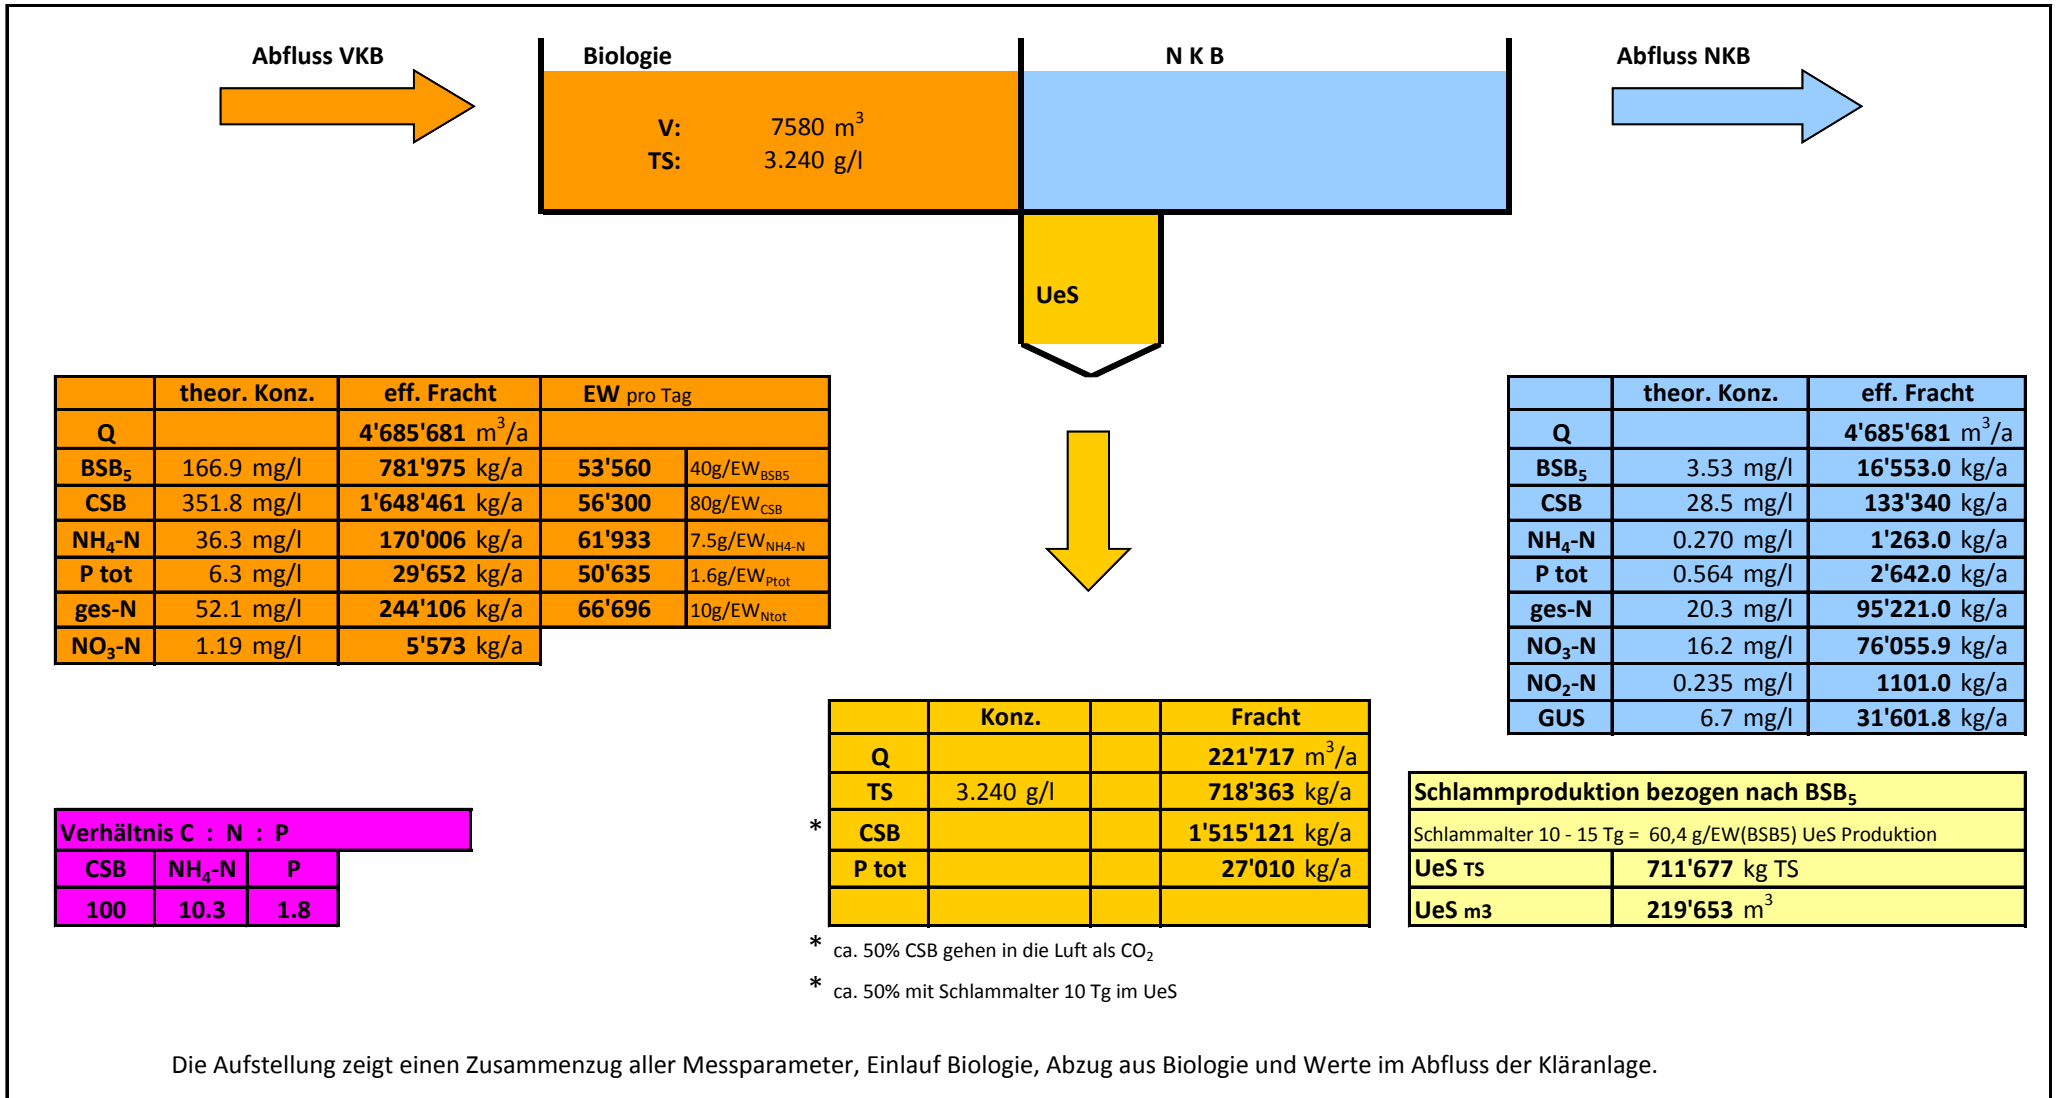 Abfluss VKB
Biologie
N K B
Abfluss NKB
V: 7580 m³
TS: 3.240 g/l
UeS
theor. Konz. eff. Fracht EW pro Tag
Q 4'685'681 m³/a
BSB₅ 166.9 mg/l 781'975 kg/a 53'560 40g/EW_BSB5
CSB 351.8 mg/l 1'648'461 kg/a 56'300 80g/EW_CSB
NH₄-N 36.3 mg/l 170'006 kg/a 61'933 7.5g/EW_NH4-N
P tot 6.3 mg/l 29'652 kg/a 50'635 1.6g/EW_Ptot
ges-N 52.1 mg/l 244'106 kg/a 66'696 10g/EW_Ntot
NO₃-N 1.19 mg/l 5'573 kg/a
theor. Konz. eff. Fracht
Q 4'685'681 m³/a
BSB₅ 3.53 mg/l 16'553.0 kg/a
CSB 28.5 mg/l 133'340 kg/a
NH₄-N 0.270 mg/l 1'263.0 kg/a
P tot 0.564 mg/l 2'642.0 kg/a
ges-N 20.3 mg/l 95'221.0 kg/a
NO₃-N 16.2 mg/l 76'055.9 kg/a
NO₂-N 0.235 mg/l 1101.0 kg/a
GUS 6.7 mg/l 31'601.8 kg/a
Konz. Fracht
Q 221'717 m³/a
TS 3.240 g/l 718'363 kg/a
* CSB 1'515'121 kg/a
P tot 27'010 kg/a
* ca. 50% CSB gehen in die Luft als CO₂
* ca. 50% mit Schlammalter 10 Tg im UeS
Verhältnis C : N : P
CSB NH₄-N P
100 10.3 1.8
Schlammproduktion bezogen nach BSB₅
Schlammalter 10 - 15 Tg = 60,4 g/EW(BSB5) UeS Produktion
UeS TS 711'677 kg TS
UeS m3 219'653 m³
Die Aufstellung zeigt einen Zusammenzug aller Messparameter, Einlauf Biologie, Abzug aus Biologie und Werte im Abfluss der Kläranlage.